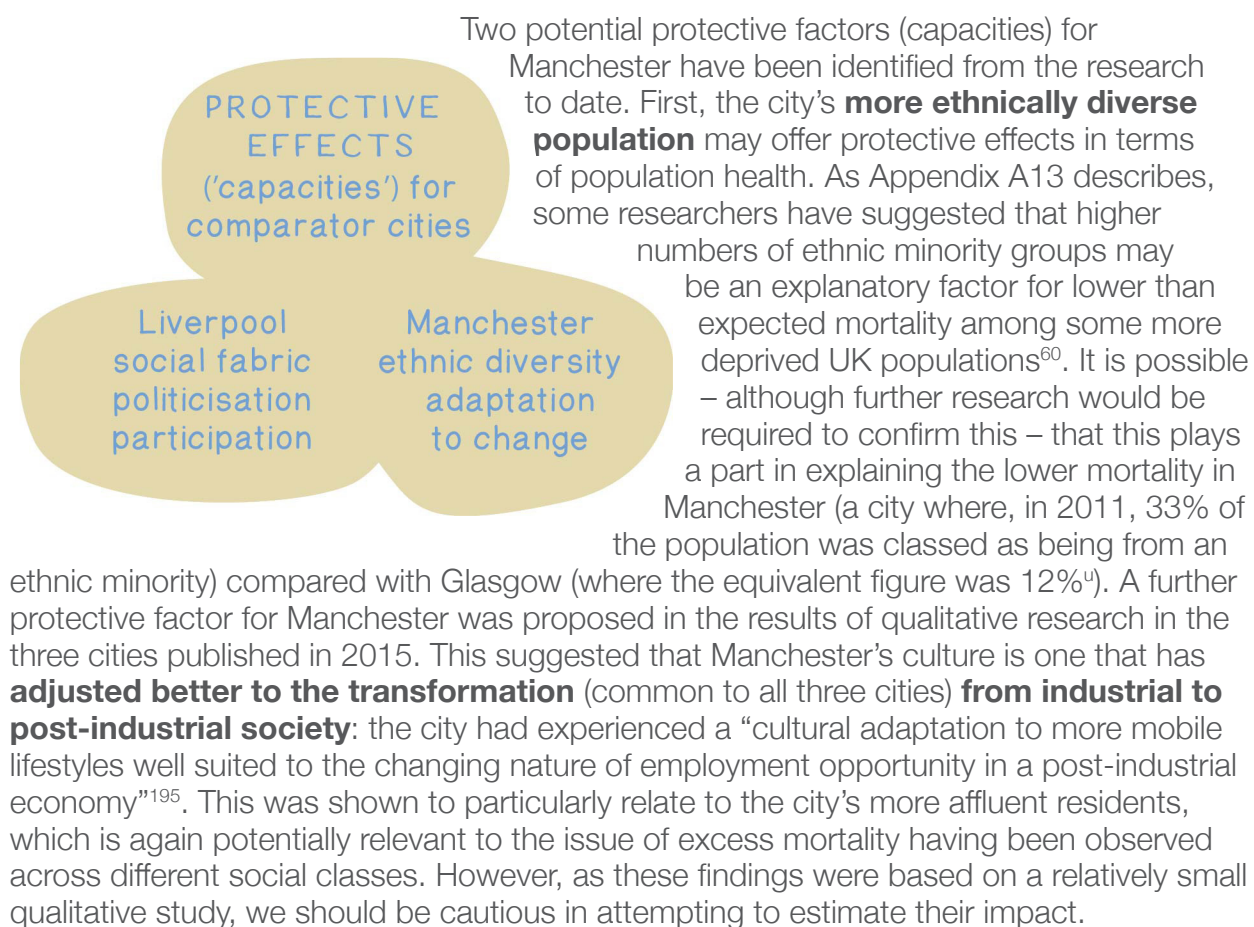 PROTECTIVE
EFFECTS
('capacities') for
comparator cities
Liverpool
social fabric
politicisation
participation
Manchester
ethnic diversity
adaptation
to change
Two potential protective factors (capacities) for
Manchester have been identified from the research
to date. First, the city’s more ethnically diverse
population may offer protective effects in terms
of population health. As Appendix A13 describes,
some researchers have suggested that higher
numbers of ethnic minority groups may
be an explanatory factor for lower than
expected mortality among some more
deprived UK populations60. It is possible
– although further research would be
required to confirm this – that this plays
a part in explaining the lower mortality in
Manchester (a city where, in 2011, 33% of
the population was classed as being from an
ethnic minority) compared with Glasgow (where the equivalent figure was 12%u). A further
protective factor for Manchester was proposed in the results of qualitative research in the
three cities published in 2015. This suggested that Manchester’s culture is one that has
adjusted better to the transformation (common to all three cities) from industrial to
post-industrial society: the city had experienced a “cultural adaptation to more mobile
lifestyles well suited to the changing nature of employment opportunity in a post-industrial
economy”195. This was shown to particularly relate to the city’s more affluent residents,
which is again potentially relevant to the issue of excess mortality having been observed
across different social classes. However, as these findings were based on a relatively small
qualitative study, we should be cautious in attempting to estimate their impact.